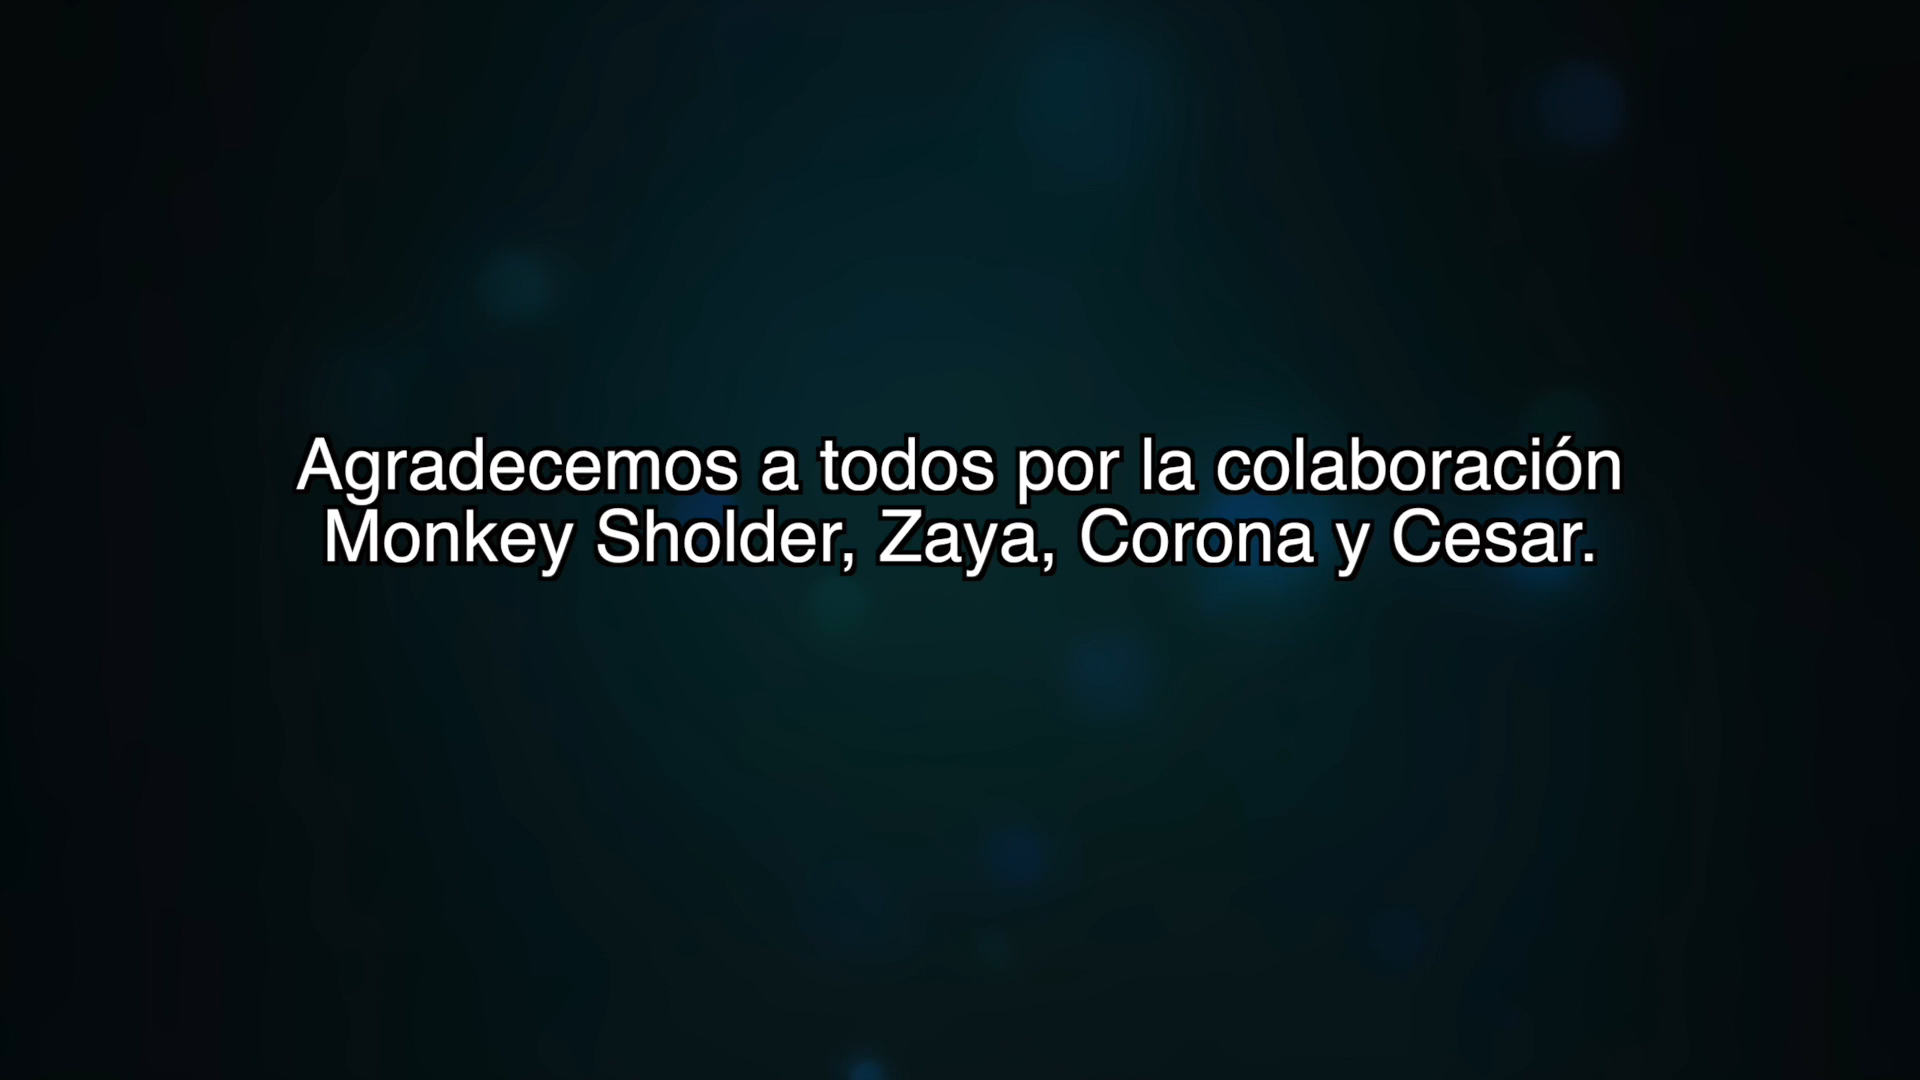 Agradecemos a todos por la colaboración
Monkey Sholder, Zaya, Corona y Cesar.